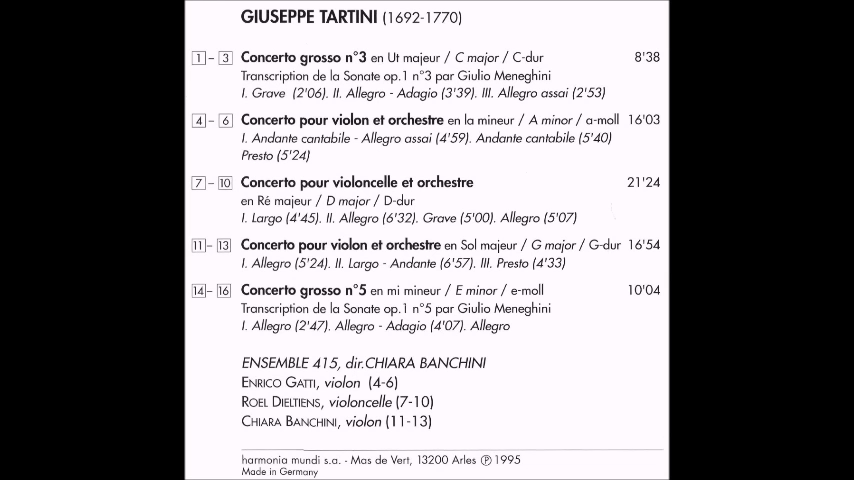 GIUSEPPE TARTINI (1692-1770)
1 – 3 Concerto grosso n°3 en Ut majeur / C major / C-dur 8'38
Transcription de la Sonate op.1 n°3 par Giulio Meneghini
I. Grave (2'06). II. Allegro - Adagio (3'39). III. Allegro assai (2'53)
4 – 6 Concerto pour violon et orchestre en la mineur / A minor / a-moll 16'03
I. Andante cantabile - Allegro assai (4'59). Andante cantabile (5'40)
Presto (5'24)
7 – 10 Concerto pour violoncelle et orchestre 21'24
en Ré majeur / D major / D-dur
I. Largo (4'45). II. Allegro (6'32). Grave (5'00). Allegro (5'07)
11 – 13 Concerto pour violon et orchestre en Sol majeur / G major / G-dur 16'54
I. Allegro (5'24). II. Largo - Andante (6'57). III. Presto (4'33)
14 – 16 Concerto grosso n°5 en mi mineur / E minor / e-moll 10'04
Transcription de la Sonate op.1 n°5 par Giulio Meneghini
I. Allegro (2'47). Allegro - Adagio (4'07). Allegro
ENSEMBLE 415, dir.CHIARA BANCHINI
ENRICO GATTI, violon (4-6)
ROEL DIELTIENS, violoncelle (7-10)
CHIARA BANCHINI, violon (11-13)
harmonia mundi s.a. - Mas de Vert, 13200 Arles ℗ 1995
Made in Germany